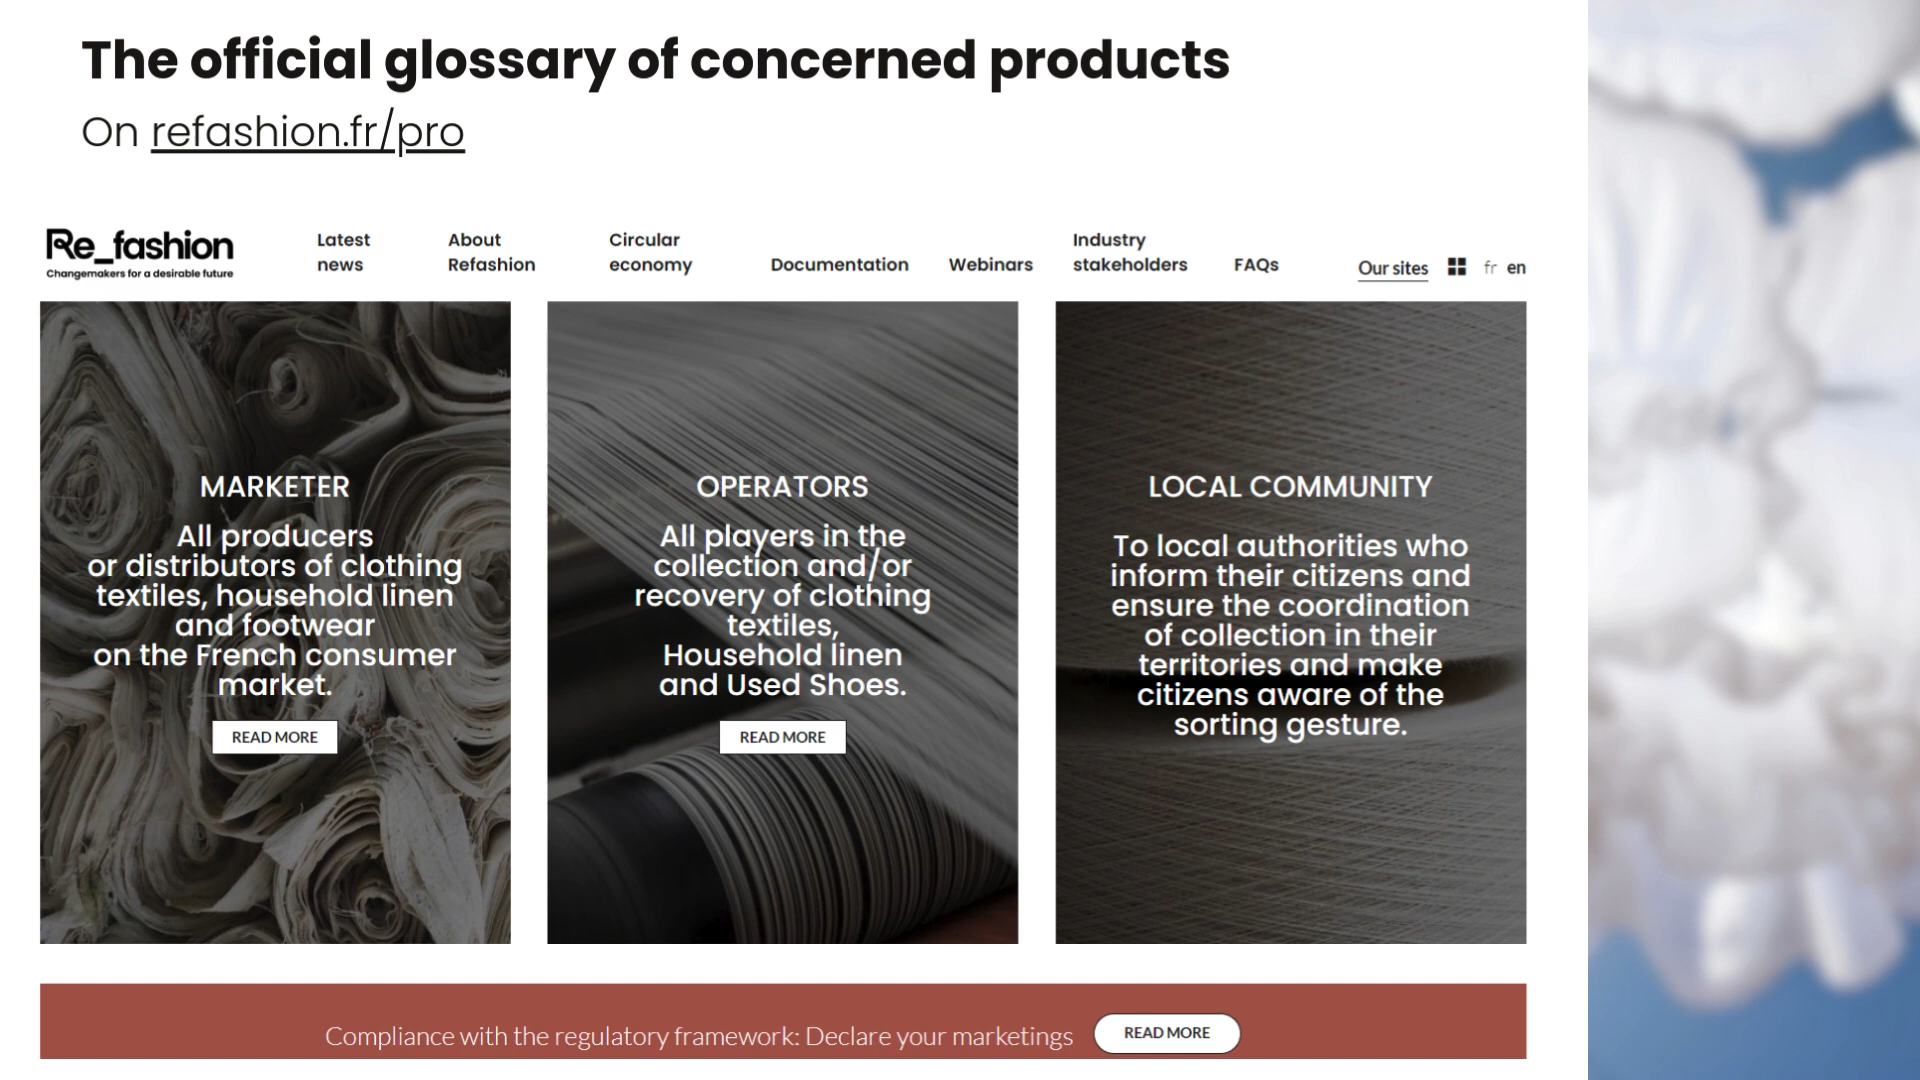 The official glossary of concerned products
On refashion.fr/pro
Re_fashion
Changemakers for a desirable future
Latest
news
About
Refashion
Circular
economy
Documentation
Webinars
Industry
stakeholders
FAQs
Our sites
fr en
MARKETER
All producers
or distributors of clothing
textiles, household linen
and footwear
on the French consumer
market.
READ MORE
OPERATORS
All players in the
collection and/or
recovery of clothing
textiles,
Household linen
and Used Shoes.
READ MORE
LOCAL COMMUNITY
To local authorities who
inform their citizens and
ensure the coordination
of collection in their
territories and make
citizens aware of the
sorting gesture.
Compliance with the regulatory framework: Declare your marketings
READ MORE